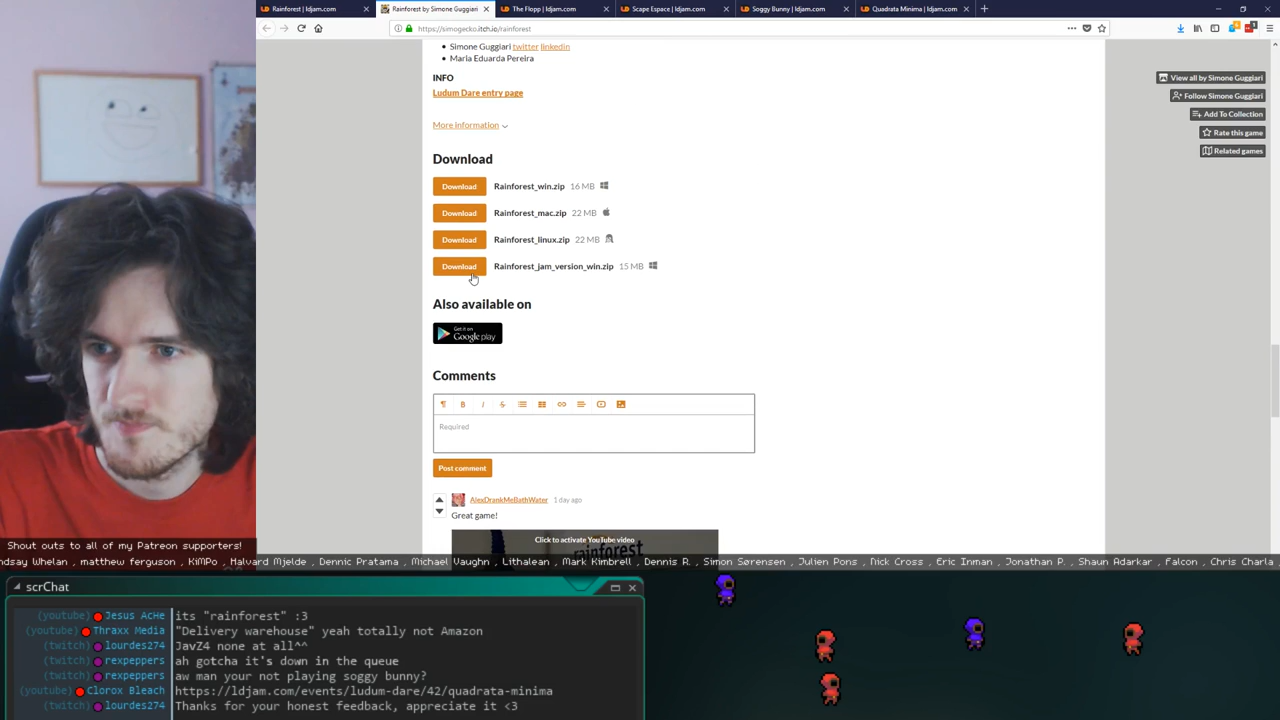 Rainforest | ldjam.com
Rainforest by Simone Guggiari
The Flopp | ldjam.com
Scape Espace | ldjam.com
Soggy Bunny | ldjam.com
Quadrata Minima | ldjam.com
https://simogecko.itch.io/rainforest
Simone Guggiari twitter linkedin
Maria Eduarda Pereira
INFO
Ludum Dare entry page
More information
View all by Simone Guggiari
Follow Simone Guggiari
Add To Collection
Rate this game
Related games
Download
Download Rainforest_win.zip 16 MB
Download Rainforest_mac.zip 22 MB
Download Rainforest_linux.zip 22 MB
Download Rainforest_jam_version_win.zip 15 MB
Also available on
Get it on
Google play
Comments
Required
Post comment
AlexDrankMeBathWater 1 day ago
Great game!
Click to activate YouTube video
rainforest
Shout outs to all of my Patreon supporters!
ndsay Whelan , matthew ferguson , KiMPo , Halvard Mjelde , Dennic Pratama , Michael Vaughn , Lithalean , Mark Kimbrell , Dennis R. , Simon Sørensen , Julien Pons , Nick Cross , Eric Inman , Jonathan P. , Shaun Adarkar , Falcon , Chris Charla ,
scrChat
(youtube) Jesus AcHe its "rainforest" :3
(youtube) Thraxx Media "Delivery warehouse" yeah totally not Amazon
(twitch) lourdes274 JavZ4 none at all^^
(twitch) rexpeppers ah gotcha it's down in the queue
(twitch) rexpeppers aw man your not playing soggy bunny?
(youtube) Clorox Bleach https://ldjam.com/events/ludum-dare/42/quadrata-minima
(twitch) lourdes274 Thanks for your honest feedback, appreciate it <3